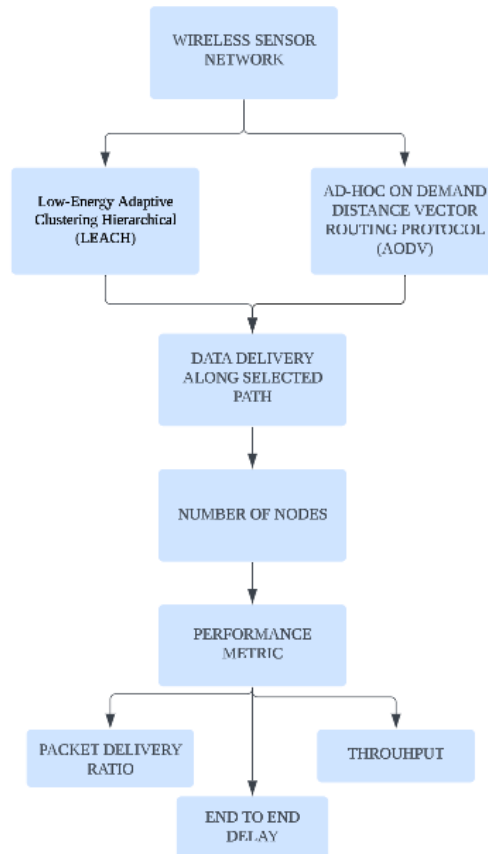 WIRELESS SENSOR
NETWORK
Low-Energy Adaptive
Clustering Hierarchical
(LEACH)
AD-HOC ON DEMAND
DISTANCE VECTOR
ROUTING PROTOCOL
(AODV)
DATA DELIVERY
ALONG SELECTED
PATH
NUMBER OF NODES
PERFORMANCE
METRIC
PACKET DELIVERY
RATIO
THROUHPUT
END TO END
DELAY